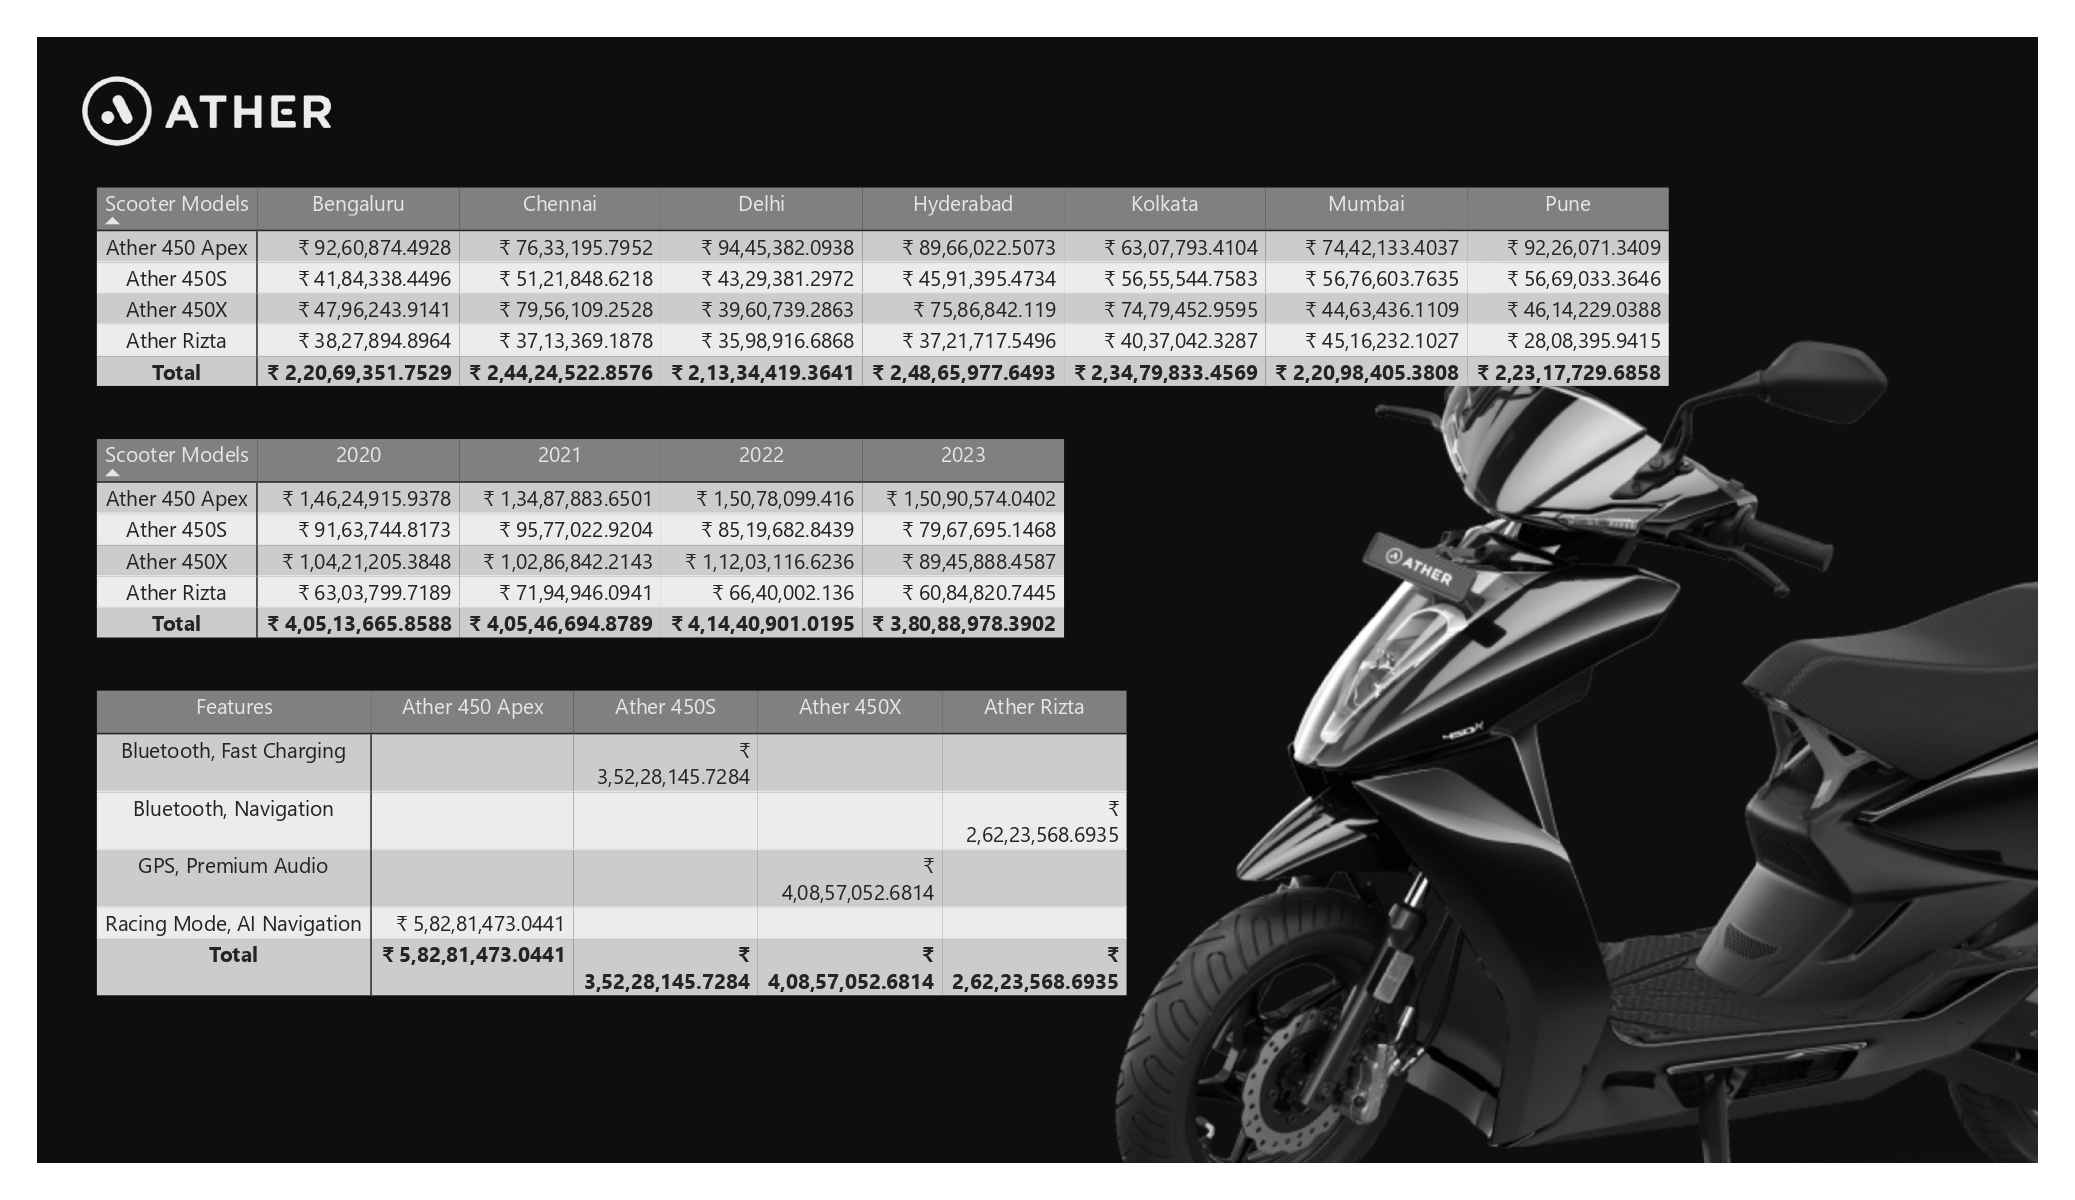 ATHER
Scooter Models Bengaluru Chennai Delhi Hyderabad Kolkata Mumbai Pune
Ather 450 Apex ₹ 92,60,874.4928 ₹ 76,33,195.7952 ₹ 94,45,382.0938 ₹ 89,66,022.5073 ₹ 63,07,793.4104 ₹ 74,42,133.4037 ₹ 92,26,071.3409
Ather 450S ₹ 41,84,338.4496 ₹ 51,21,848.6218 ₹ 43,29,381.2972 ₹ 45,91,395.4734 ₹ 56,55,544.7583 ₹ 56,76,603.7635 ₹ 56,69,033.3646
Ather 450X ₹ 47,96,243.9141 ₹ 79,56,109.2528 ₹ 39,60,739.2863 ₹ 75,86,842.119 ₹ 74,79,452.9595 ₹ 44,63,436.1109 ₹ 46,14,229.0388
Ather Rizta ₹ 38,27,894.8964 ₹ 37,13,369.1878 ₹ 35,98,916.6868 ₹ 37,21,717.5496 ₹ 40,37,042.3287 ₹ 45,16,232.1027 ₹ 28,08,395.9415
Total ₹ 2,20,69,351.7529 ₹ 2,44,24,522.8576 ₹ 2,13,34,419.3641 ₹ 2,48,65,977.6493 ₹ 2,34,79,833.4569 ₹ 2,20,98,405.3808 ₹ 2,23,17,729.6858
Scooter Models 2020 2021 2022 2023
Ather 450 Apex ₹ 1,46,24,915.9378 ₹ 1,34,87,883.6501 ₹ 1,50,78,099.416 ₹ 1,50,90,574.0402
Ather 450S ₹ 91,63,744.8173 ₹ 95,77,022.9204 ₹ 85,19,682.8439 ₹ 79,67,695.1468
Ather 450X ₹ 1,04,21,205.3848 ₹ 1,02,86,842.2143 ₹ 1,12,03,116.6236 ₹ 89,45,888.4587
Ather Rizta ₹ 63,03,799.7189 ₹ 71,94,946.0941 ₹ 66,40,002.136 ₹ 60,84,820.7445
Total ₹ 4,05,13,665.8588 ₹ 4,05,46,694.8789 ₹ 4,14,40,901.0195 ₹ 3,80,88,978.3902
Features Ather 450 Apex Ather 450S Ather 450X Ather Rizta
Bluetooth, Fast Charging ₹
3,52,28,145.7284
Bluetooth, Navigation ₹
2,62,23,568.6935
GPS, Premium Audio ₹
4,08,57,052.6814
Racing Mode, AI Navigation ₹ 5,82,81,473.0441
Total ₹ 5,82,81,473.0441 ₹ ₹ ₹
3,52,28,145.7284 4,08,57,052.6814 2,62,23,568.6935
ATHER
450X